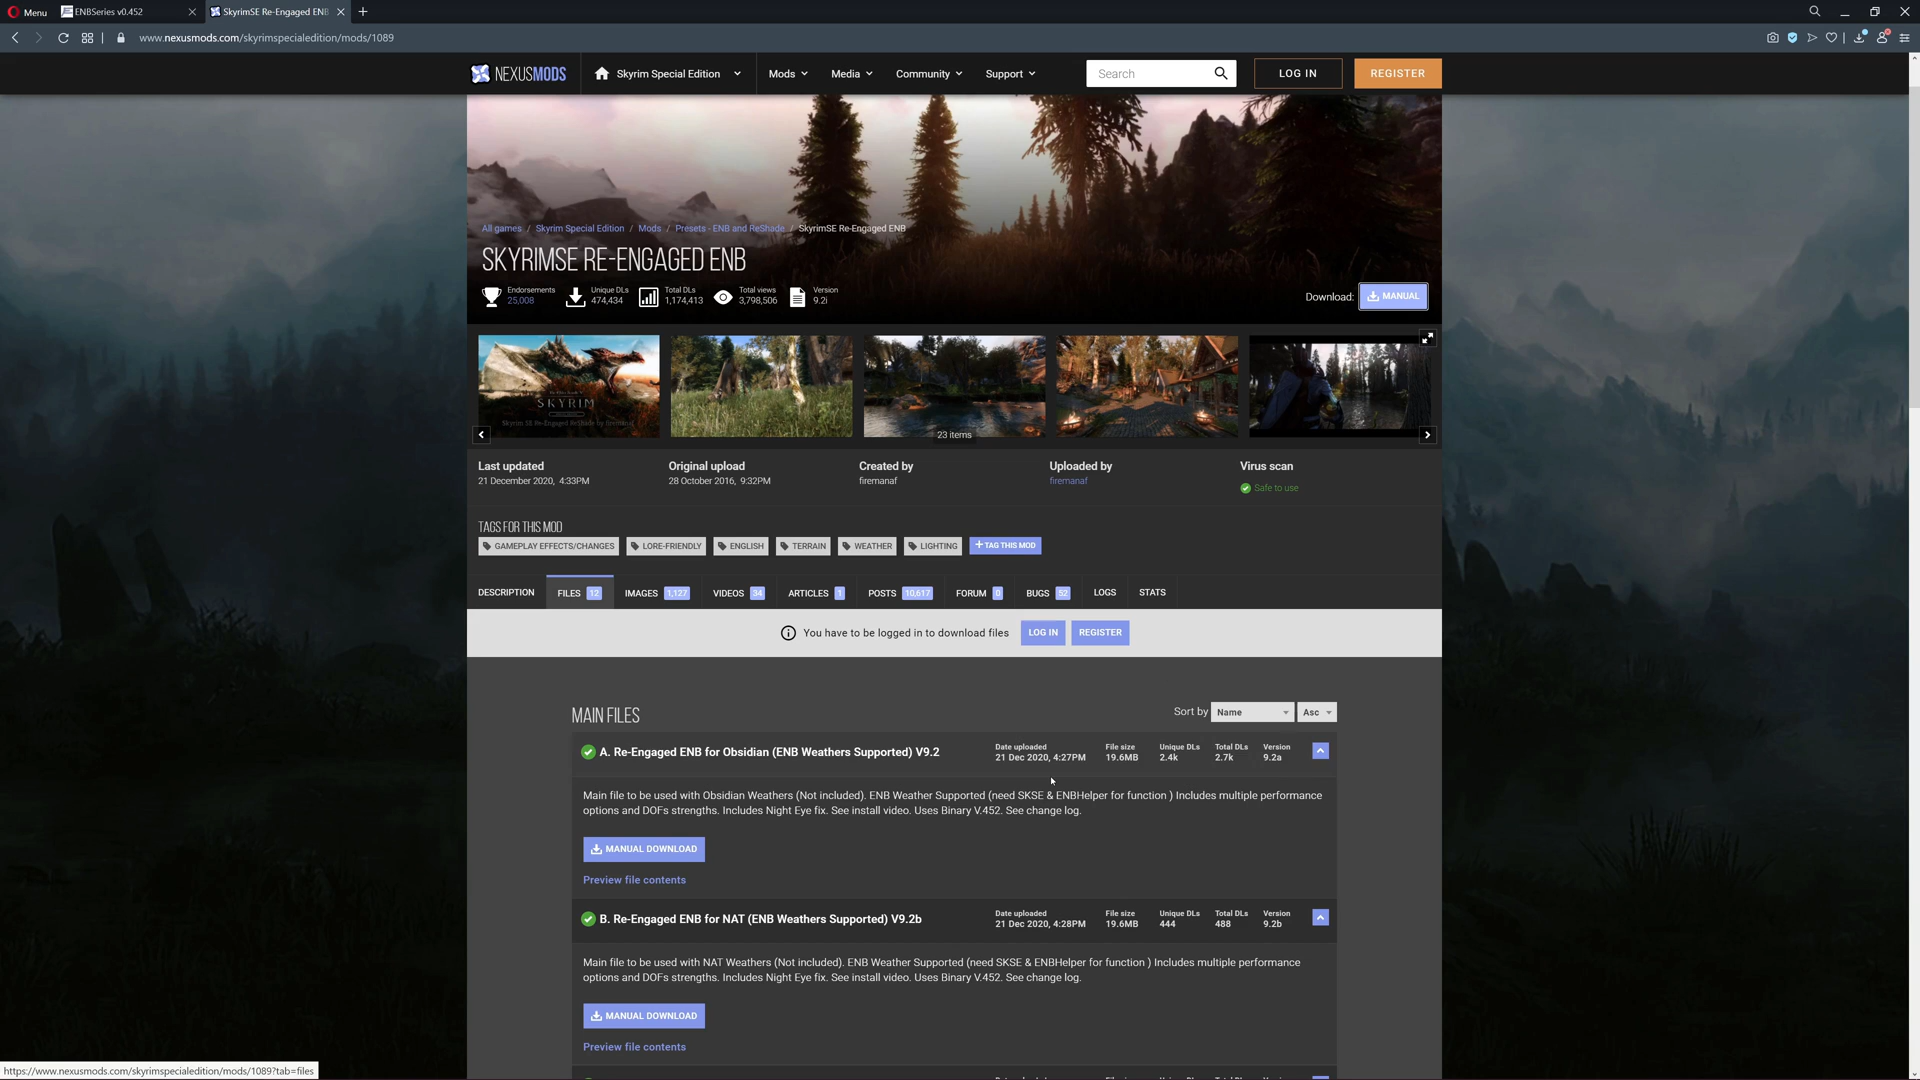 Menu
ENBSeries v0.452
SkyrimSE Re-Engaged ENB
www.nexusmods.com/skyrimspecialedition/mods/1089
NEXUSMODS
Skyrim Special Edition
Mods
Media
Community
Support
Search
LOG IN
REGISTER
All games / Skyrim Special Edition / Mods / Presets - ENB and ReShade / SkyrimSE Re-Engaged ENB
SKYRIMSE RE-ENGAGED ENB
Endorsements
25,008
Unique DLs
474,434
Total DLs
1,174,413
Total views
3,798,506
Version
9.2i
Download:
MANUAL
SKYRIM
Skyrim SE Re-Engaged ReShade by firemanaf
23 items
Last updated
21 December 2020, 4:33PM
Original upload
28 October 2016, 9:32PM
Created by
firemanaf
Uploaded by
firemanaf
Virus scan
Safe to use
TAGS FOR THIS MOD
GAMEPLAY EFFECTS/CHANGES
LORE-FRIENDLY
ENGLISH
TERRAIN
WEATHER
LIGHTING
+ TAG THIS MOD
DESCRIPTION
FILES 12
IMAGES 1,127
VIDEOS 34
ARTICLES 1
POSTS 10,617
FORUM 0
BUGS 52
LOGS
STATS
You have to be logged in to download files
LOG IN
REGISTER
MAIN FILES
Sort by
Name
Asc
A. Re-Engaged ENB for Obsidian (ENB Weathers Supported) V9.2
Date uploaded
21 Dec 2020, 4:27PM
File size
19.6MB
Unique DLs
2.4k
Total DLs
2.7k
Version
9.2a
Main file to be used with Obsidian Weathers (Not included). ENB Weather Supported (need SKSE & ENBHelper for function ) Includes multiple performance
options and DOFs strengths. Includes Night Eye fix. See install video. Uses Binary V.452. See change log.
MANUAL DOWNLOAD
Preview file contents
B. Re-Engaged ENB for NAT (ENB Weathers Supported) V9.2b
Date uploaded
21 Dec 2020, 4:28PM
File size
19.6MB
Unique DLs
444
Total DLs
488
Version
9.2b
Main file to be used with NAT Weathers (Not included). ENB Weather Supported (need SKSE & ENBHelper for function ) Includes multiple performance
options and DOFs strengths. Includes Night Eye fix. See install video. Uses Binary V.452. See change log.
MANUAL DOWNLOAD
Preview file contents
https://www.nexusmods.com/skyrimspecialedition/mods/1089?tab=files